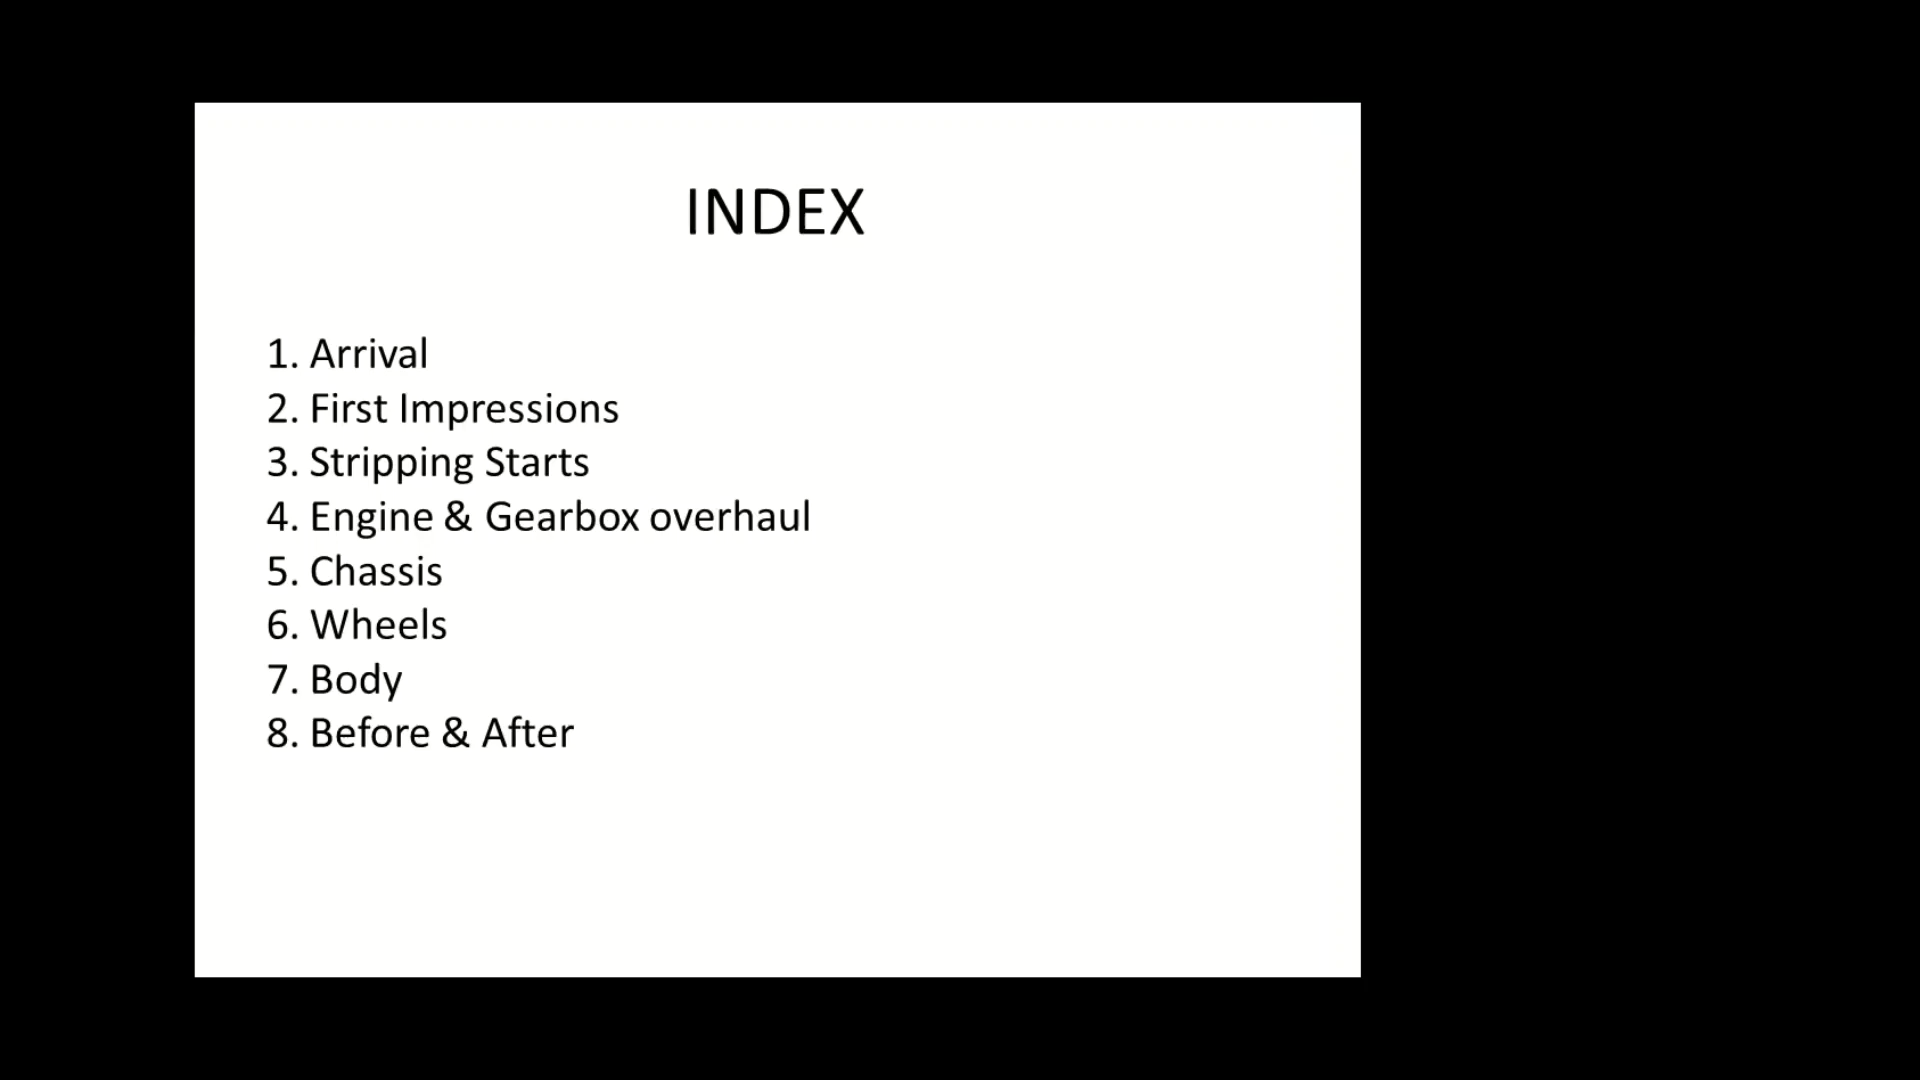 INDEX
1. Arrival
2. First Impressions
3. Stripping Starts
4. Engine & Gearbox overhaul
5. Chassis
6. Wheels
7. Body
8. Before & After